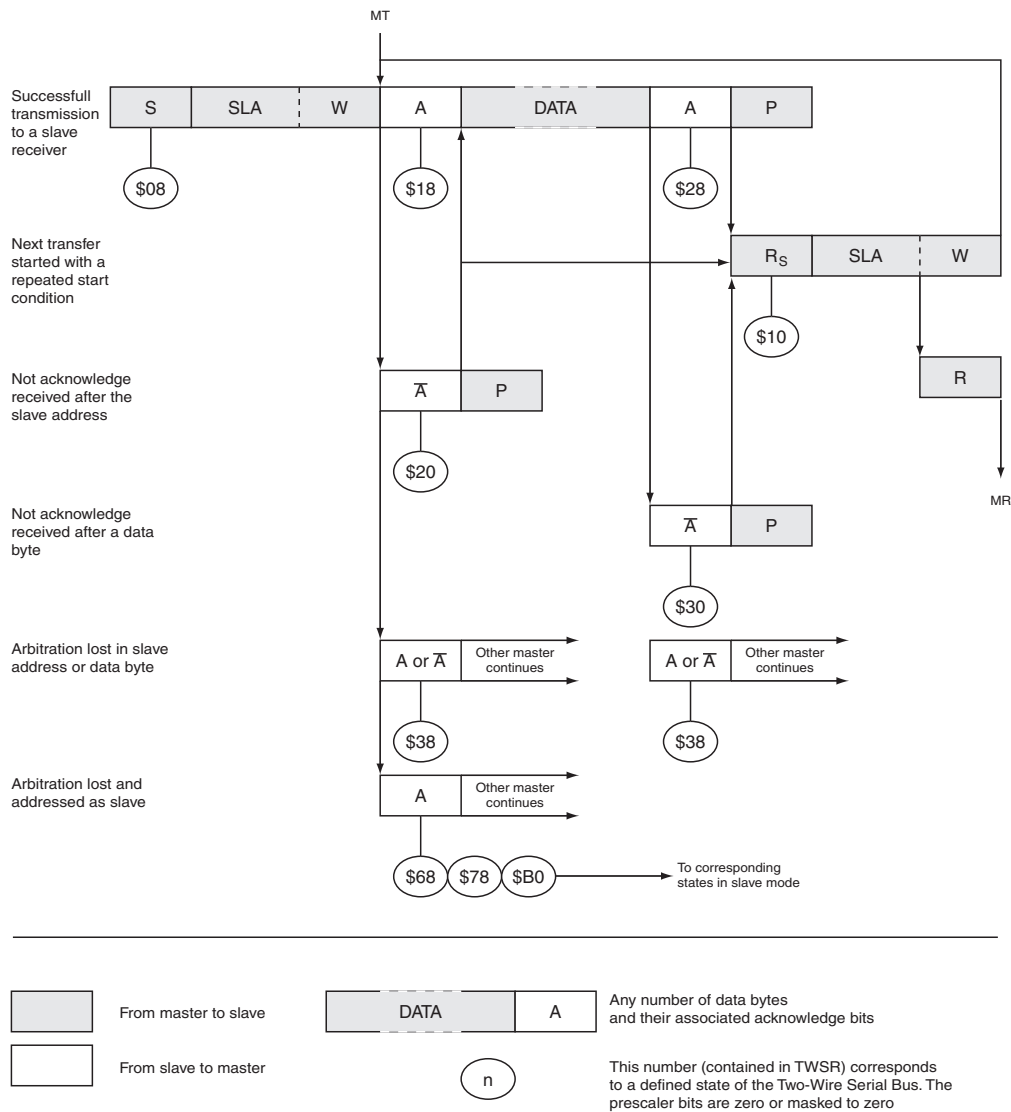 MT
Successfull
transmission
to a slave
receiver
S SLA W A DATA A P
$08 $18 $28
Next transfer
started with a
repeated start
condition
RS SLA W
$10
Not acknowledge
received after the
slave address
A̅ P
R
$20
MR
Not acknowledge
received after a data
byte
A̅ P
$30
Arbitration lost in slave
address or data byte
A or A̅
Other master
continues
A or A̅
Other master
continues
$38 $38
Arbitration lost and
addressed as slave
A
Other master
continues
$68 $78 $B0
To corresponding
states in slave mode
From master to slave
DATA A
Any number of data bytes
and their associated acknowledge bits
From slave to master
n
This number (contained in TWSR) corresponds
to a defined state of the Two-Wire Serial Bus. The
prescaler bits are zero or masked to zero